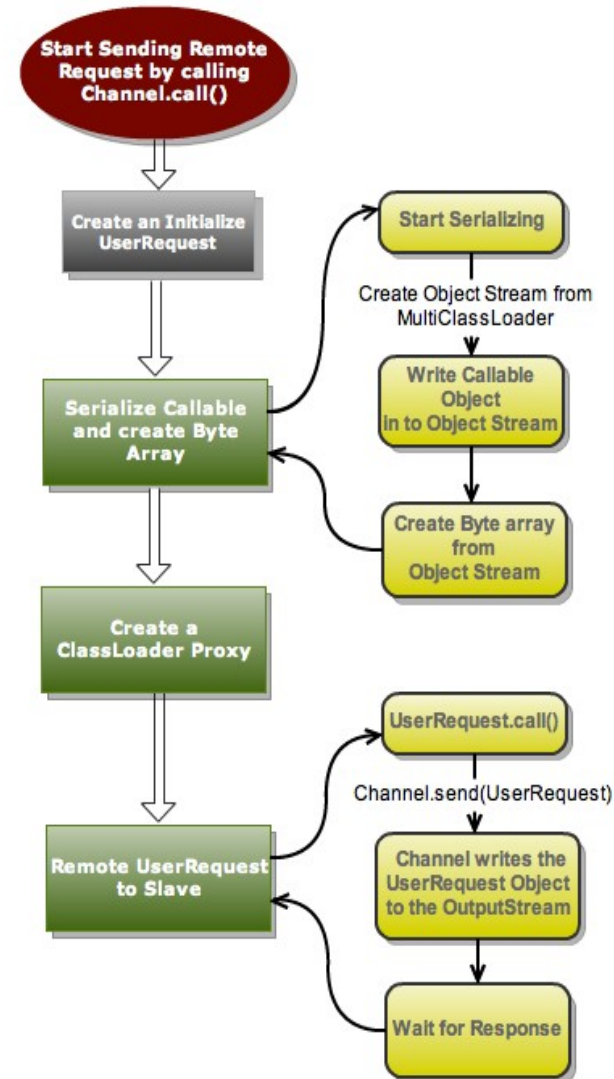 Start Sending Remote
Request by calling
Channel.call()
Create an Initialize
UserRequest
Start Serializing
Create Object Stream from
MultiClassLoader
Serialize Callable
and create Byte
Array
Write Callable
Object
in to Object Stream
Create Byte array
from
Object Stream
Create a
ClassLoader Proxy
UserRequest.call()
Channel.send(UserRequest)
Remote UserRequest
to Slave
Channel writes the
UserRequest Object
to the OutputStream
Wait for Response